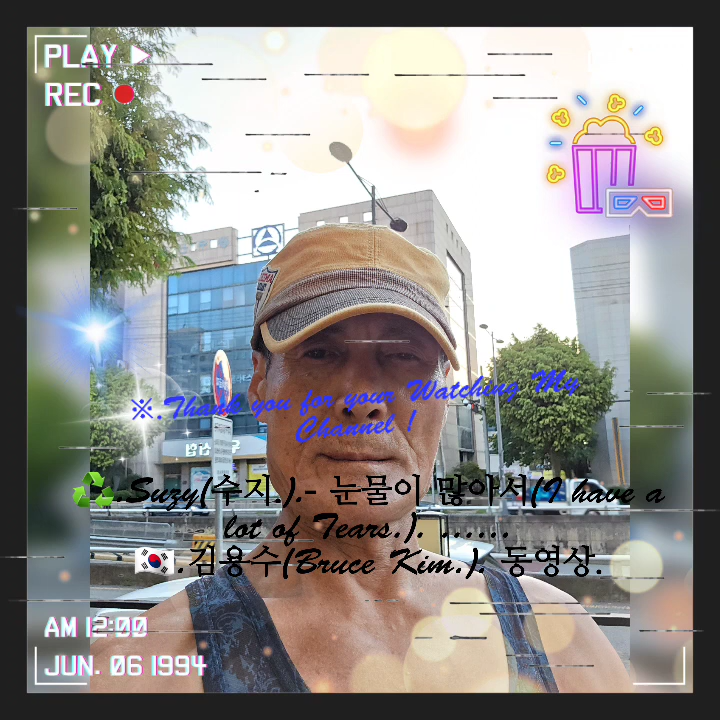 PLAY ▶
REC
※.Thank you for your Watching My
Channel !
♻️.Suzy(수지.).- 눈물이 많아서(I have a
lot of Tears.). ......
🇰🇷.김용수(Bruce Kim.). 동영상.
AM 12:00
JUN. 06 1994